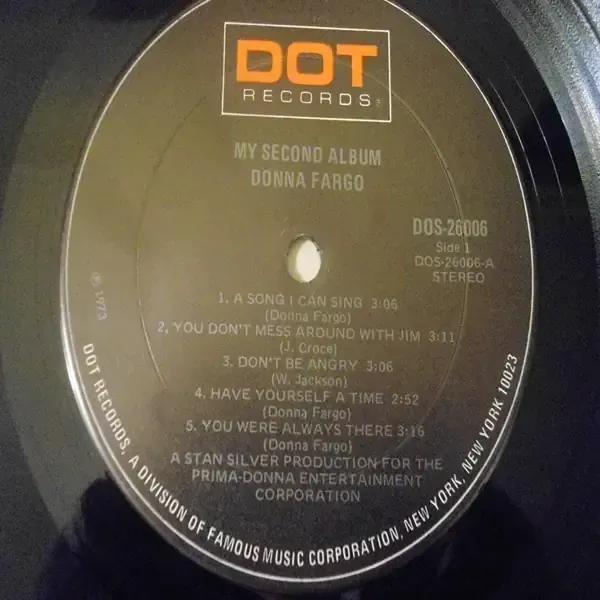 DOT
RECORDS
MY SECOND ALBUM
DONNA FARGO
DOS-26006
Side 1
DOS-26006-A
STEREO
℗ 1973
1. A SONG I CAN SING 3:06
(Donna Fargo)
2, YOU DON'T MESS AROUND WITH JIM 3:11
(J. Croce)
3. DON'T BE ANGRY 3:06
(W. Jackson)
4. HAVE YOURSELF A TIME 2:52
(Donna Fargo)
5. YOU WERE ALWAYS THERE 3:16
(Donna Fargo)
A STAN SILVER PRODUCTION FOR THE
PRIMA-DONNA ENTERTAINMENT
CORPORATION
DOT RECORDS, A DIVISION OF FAMOUS MUSIC CORPORATION, NEW YORK, NEW YORK 10023